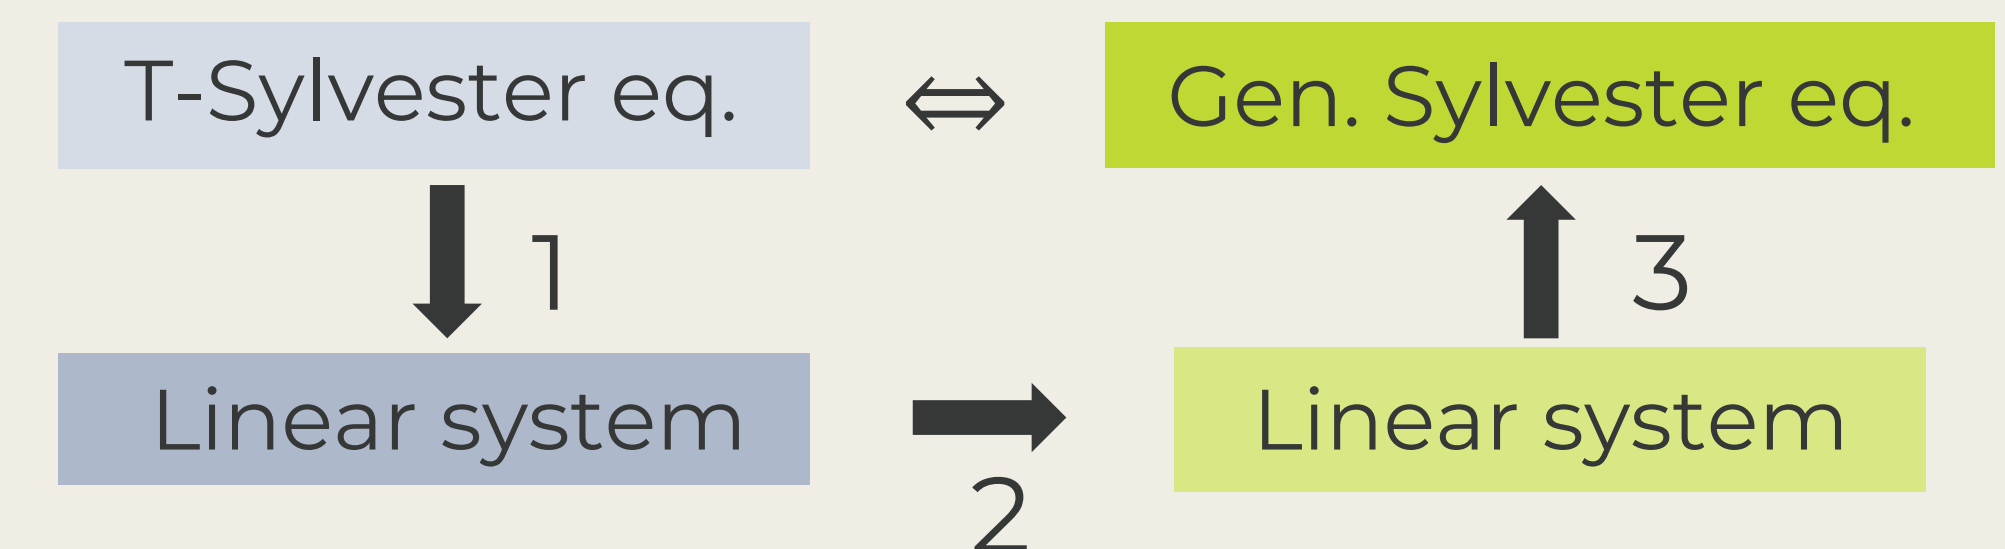 T-Sylvester eq. ⇔ Gen. Sylvester eq.
1 3
Linear system Linear system
2